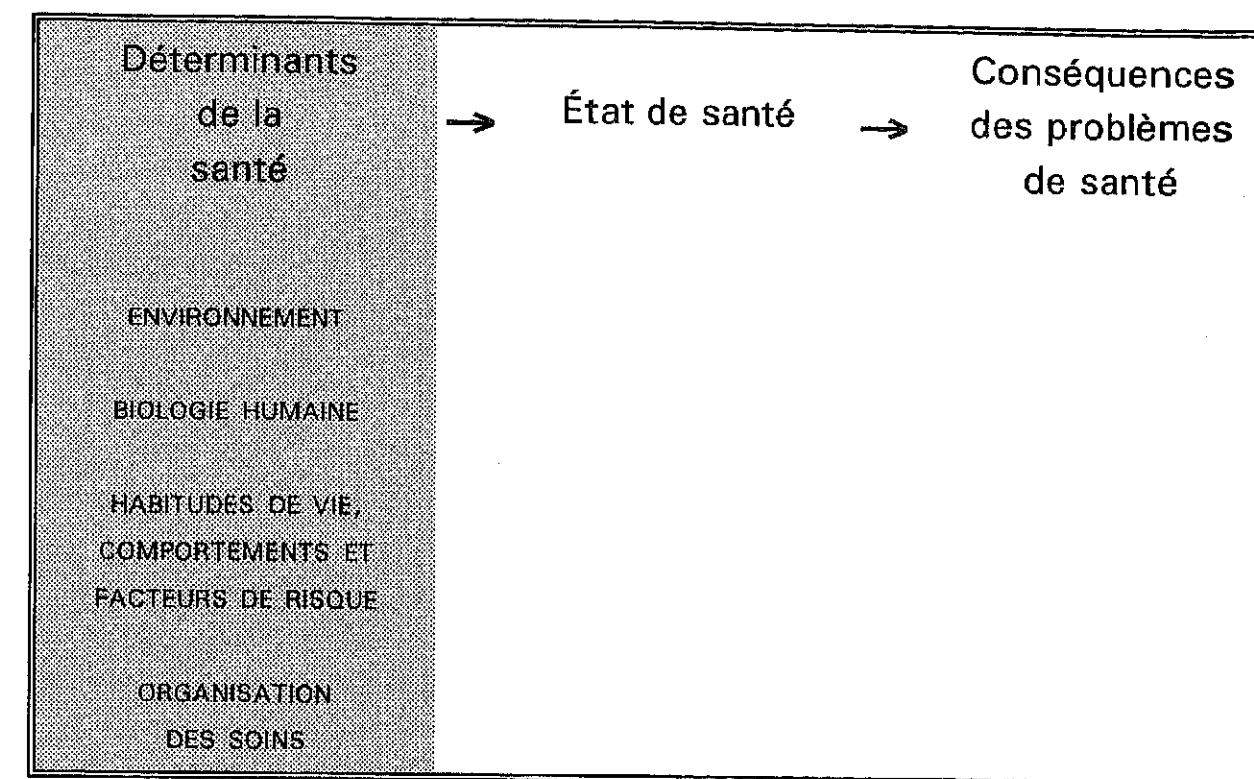 Déterminants
de la
santé
→
État de santé
→
Conséquences
des problèmes
de santé
ENVIRONNEMENT
BIOLOGIE HUMAINE
HABITUDES DE VIE,
COMPORTEMENTS ET
FACTEURS DE RISQUE
ORGANISATION
DES SOINS